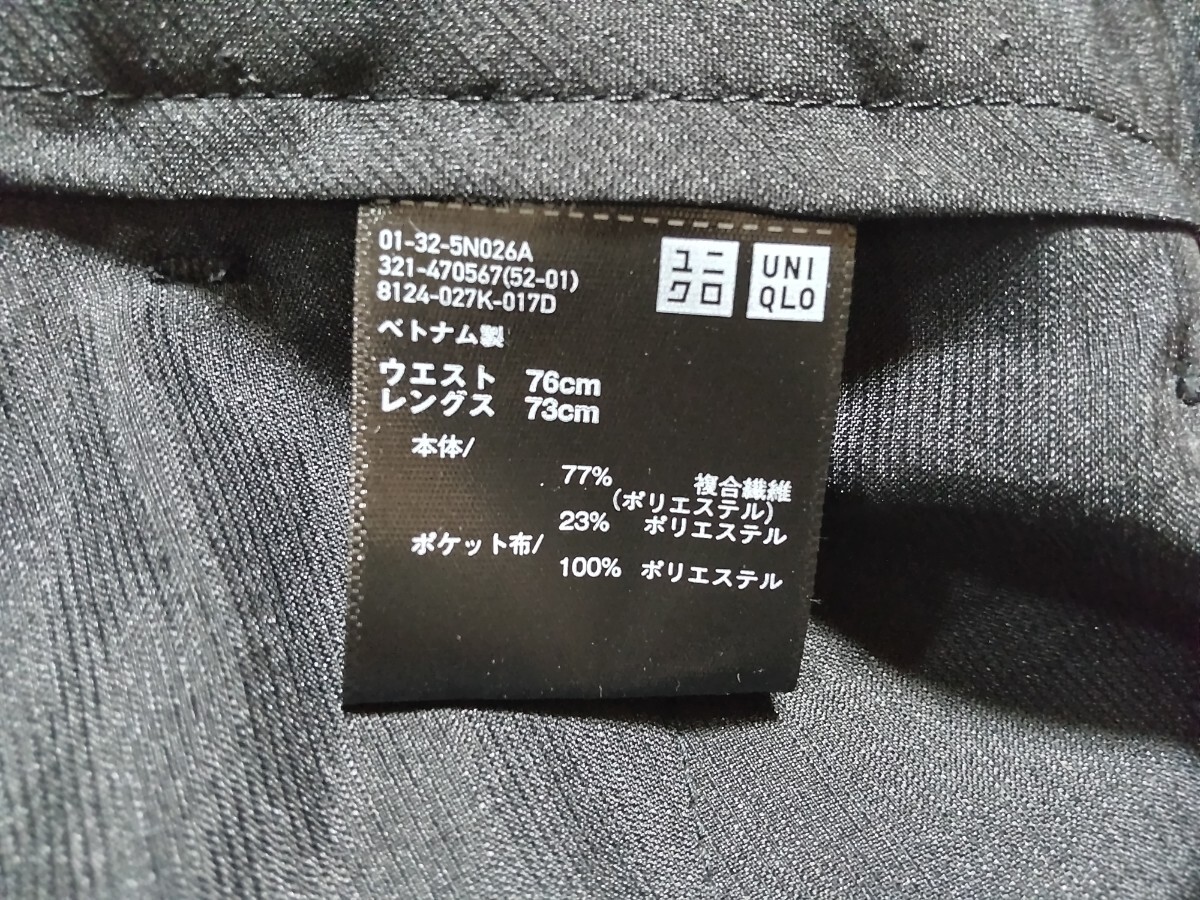 01-32-5N026A
321-470567(52-01)
8124-027K-017D
ユニ
クロ
UNI
QLO
ベトナム製
ウエスト 76cm
レングス 73cm
本体/
77% 複合繊維
(ポリエステル)
23% ポリエステル
ポケット布/
100% ポリエステル